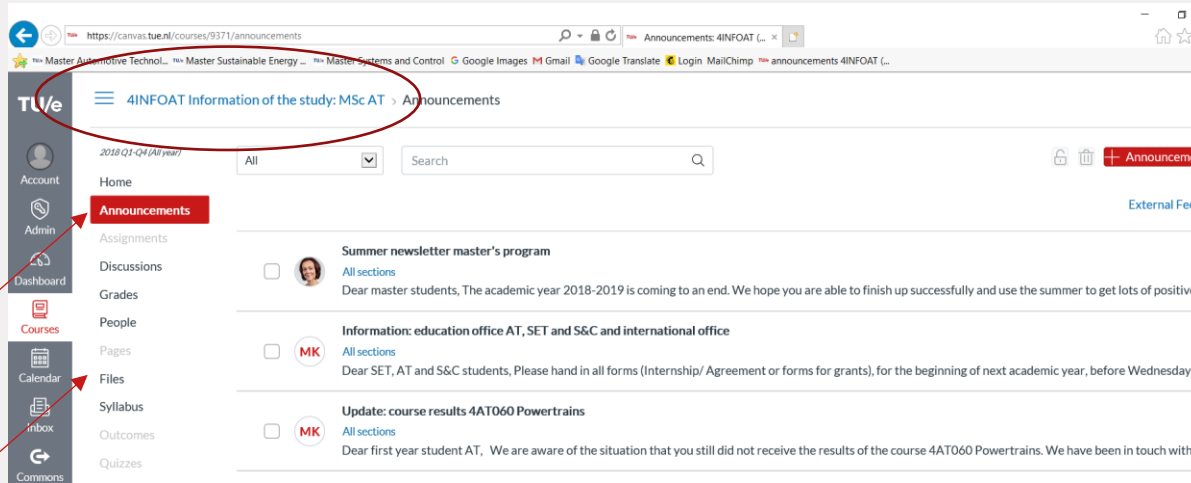 https://canvas.tue.nl/courses/9371/announcements
Announcements: 4INFOAT (...
Master Automotive Technol... Master Sustainable Energy ... Master Systems and Control Google Images Gmail Google Translate Login MailChimp announcements 4INFOAT (...
TU/e
4INFOAT Information of the study: MSc AT > Announcements
2018 Q1-Q4 (All year)
All
Search
+ Announceme
External Fee
Account
Admin
Dashboard
Courses
Calendar
Inbox
Commons
Home
Announcements
Assignments
Discussions
Grades
People
Pages
Files
Syllabus
Outcomes
Quizzes
Summer newsletter master's program
All sections
Dear master students, The academic year 2018-2019 is coming to an end. We hope you are able to finish up successfully and use the summer to get lots of positive
Information: education office AT, SET and S&C and international office
MK
All sections
Dear SET, AT and S&C students, Please hand in all forms (Internship/ Agreement or forms for grants), for the beginning of next academic year, before Wednesday
Update: course results 4AT060 Powertrains
MK
All sections
Dear first year student AT, We are aware of the situation that you still did not receive the results of the course 4AT060 Powertrains. We have been in touch with